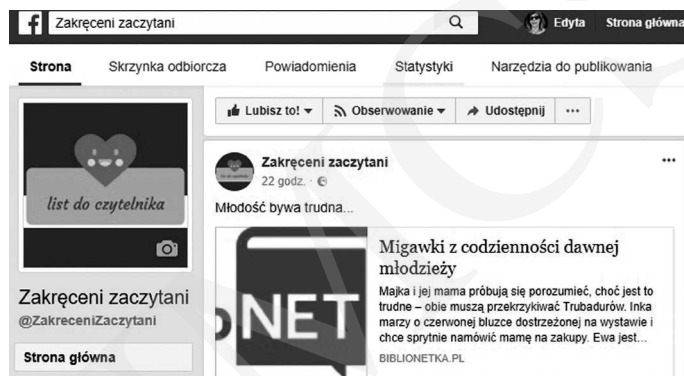 f Zakręceni zaczytani Edyta Strona główna
Strona Skrzynka odbiorcza Powiadomienia Statystyki Narzędzia do publikowania
Lubisz to! Obserwowanie Udostępnij ...
list do czytelnika
Zakręceni zaczytani
@ZakreceniZaczytani
Strona główna
Zakręceni zaczytani ...
22 godz. ·
Młodość bywa trudna...
NET
Migawki z codzienności dawnej
młodzieży
Majka i jej mama próbują się porozumieć, choć jest to
trudne – obie muszą przekrzykiwać Trubadurów. Inka
marzy o czerwonej bluzce dostrzeżonej na wystawie i
chce sprytnie namówić mamę na zakupy. Ewa jest...
BIBLIONETKA.PL